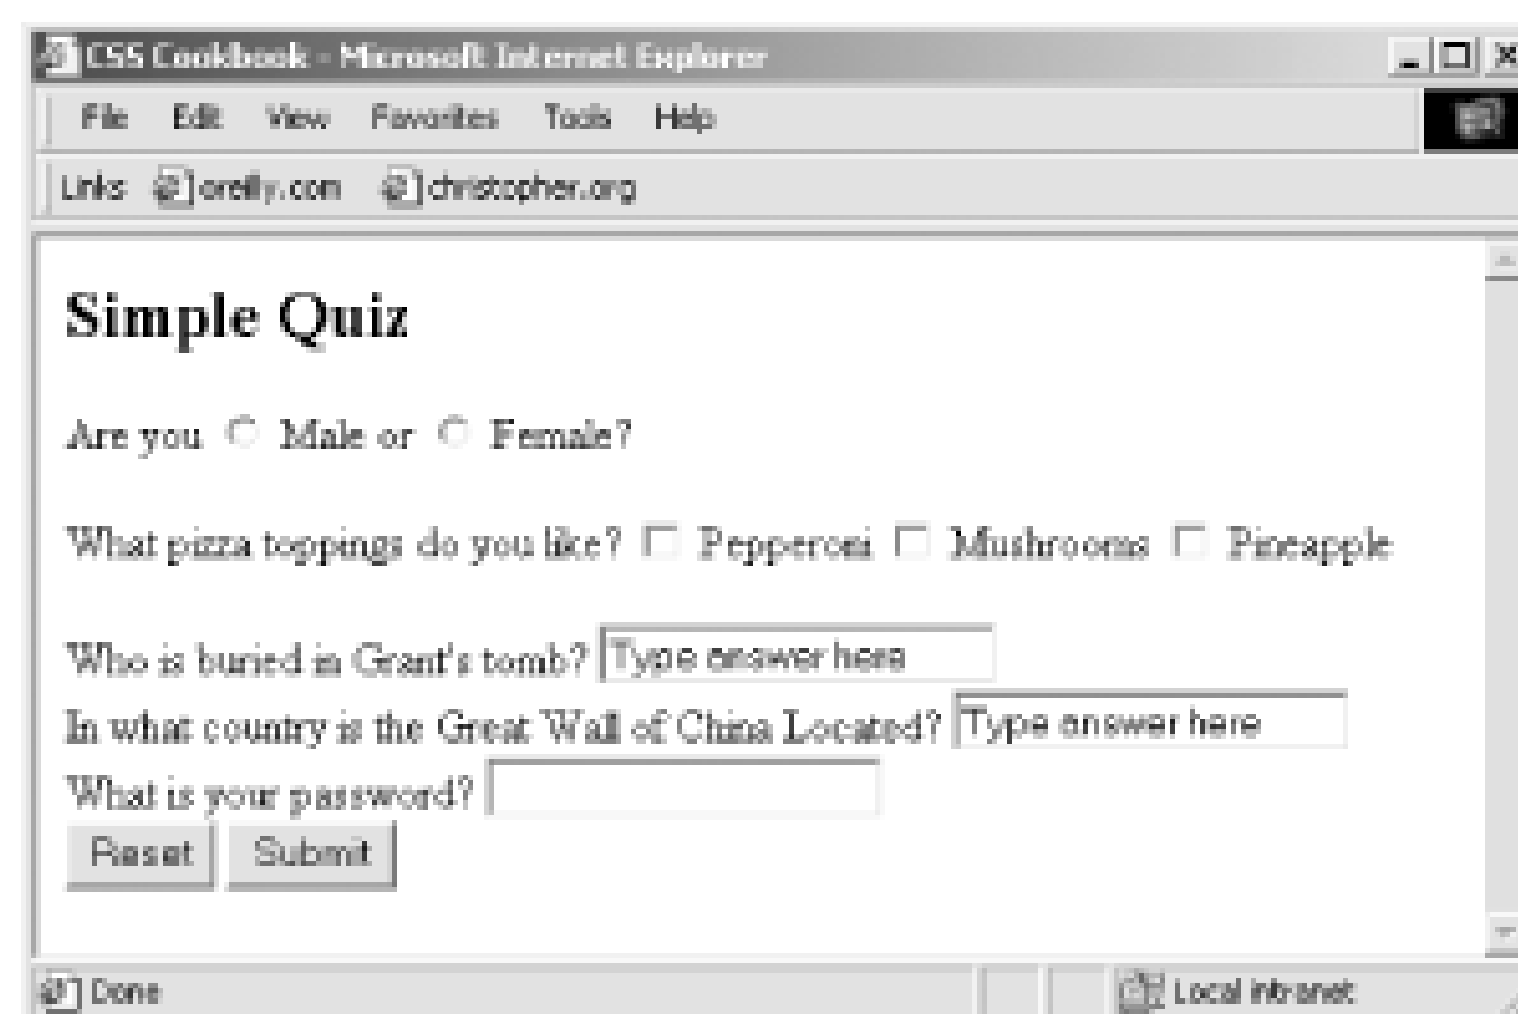 CSS Cookbook - Microsoft Internet Explorer
File Edit View Favorites Tools Help
Links oreilly.com christopher.org
Simple Quiz
Are you Male or Female?
What pizza toppings do you like? Pepperoni Mushrooms Pineapple
Who is buried in Grant's tomb? Type answer here
In what country is the Great Wall of China Located? Type answer here
What is your password?
Reset Submit
Done Local intranet